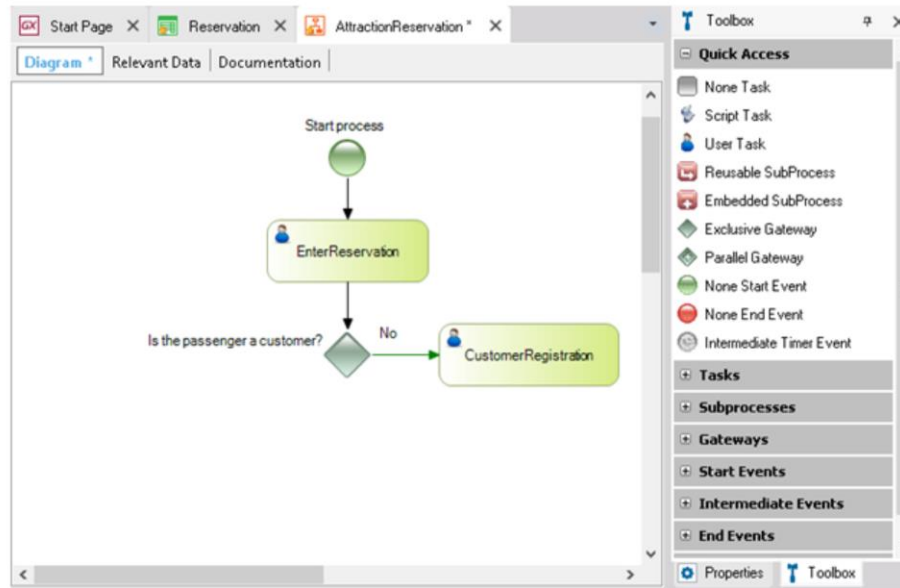 GX Start Page Reservation AttractionReservation * Toolbox
Diagram * Relevant Data Documentation
Start process
EnterReservation
Is the passenger a customer? No
CustomerRegistration
Quick Access
None Task
Script Task
User Task
Reusable SubProcess
Embedded SubProcess
Exclusive Gateway
Parallel Gateway
None Start Event
None End Event
Intermediate Timer Event
Tasks
Subprocesses
Gateways
Start Events
Intermediate Events
End Events
Properties Toolbox